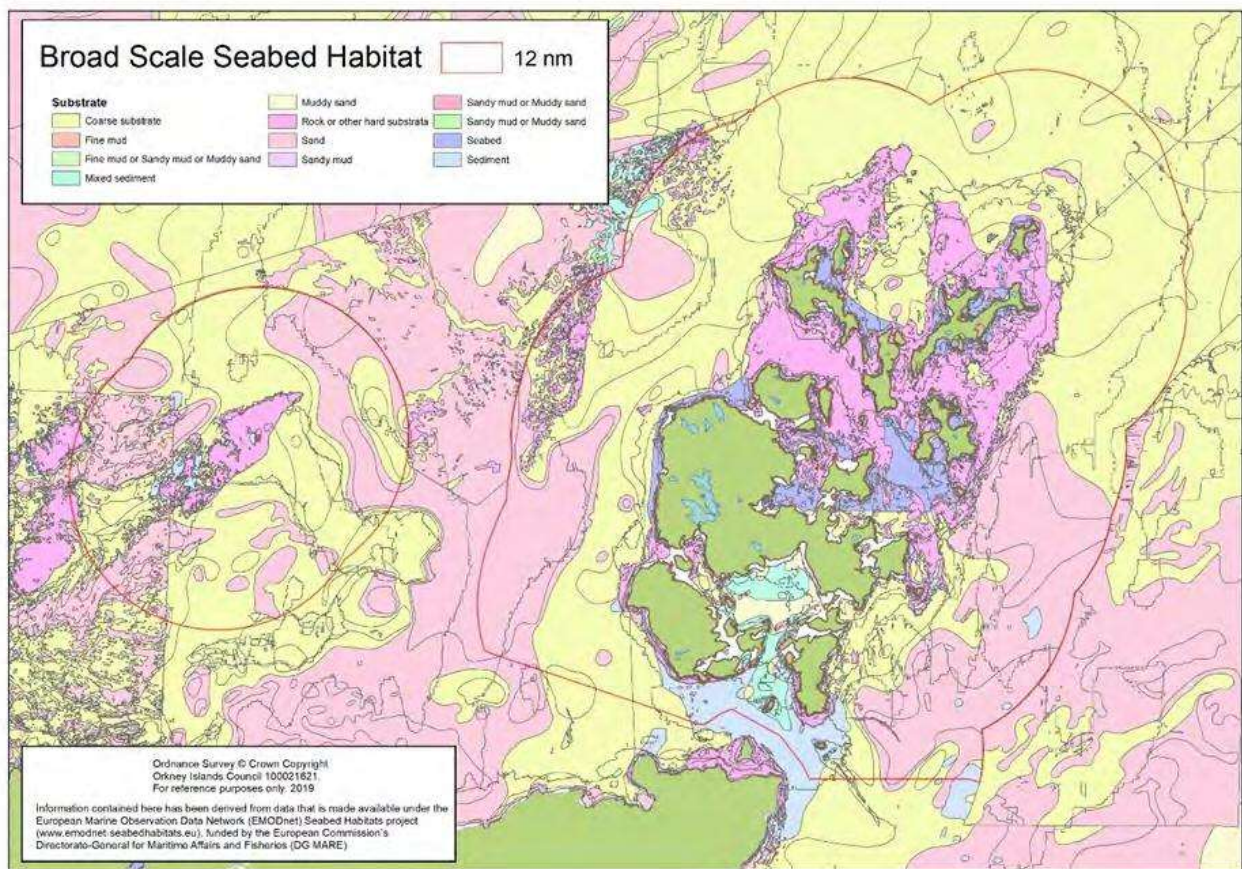 Broad Scale Seabed Habitat 12 nm
Substrate
Coarse substrate
Fine mud
Fine mud or Sandy mud or Muddy sand
Mixed sediment
Muddy sand
Rock or other hard substrata
Sand
Sandy mud
Sandy mud or Muddy sand
Sandy mud or Muddy sand
Seabed
Sediment
Ordnance Survey © Crown Copyright
Orkney Islands Council 100021621.
For reference purposes only. 2019
Information contained here has been derived from data that is made available under the
European Marine Observation Data Network (EMODnet) Seabed Habitats project
(www.emodnet-seabedhabitats.eu), funded by the European Commission's
Directorate-General for Maritime Affairs and Fisheries (DG MARE)